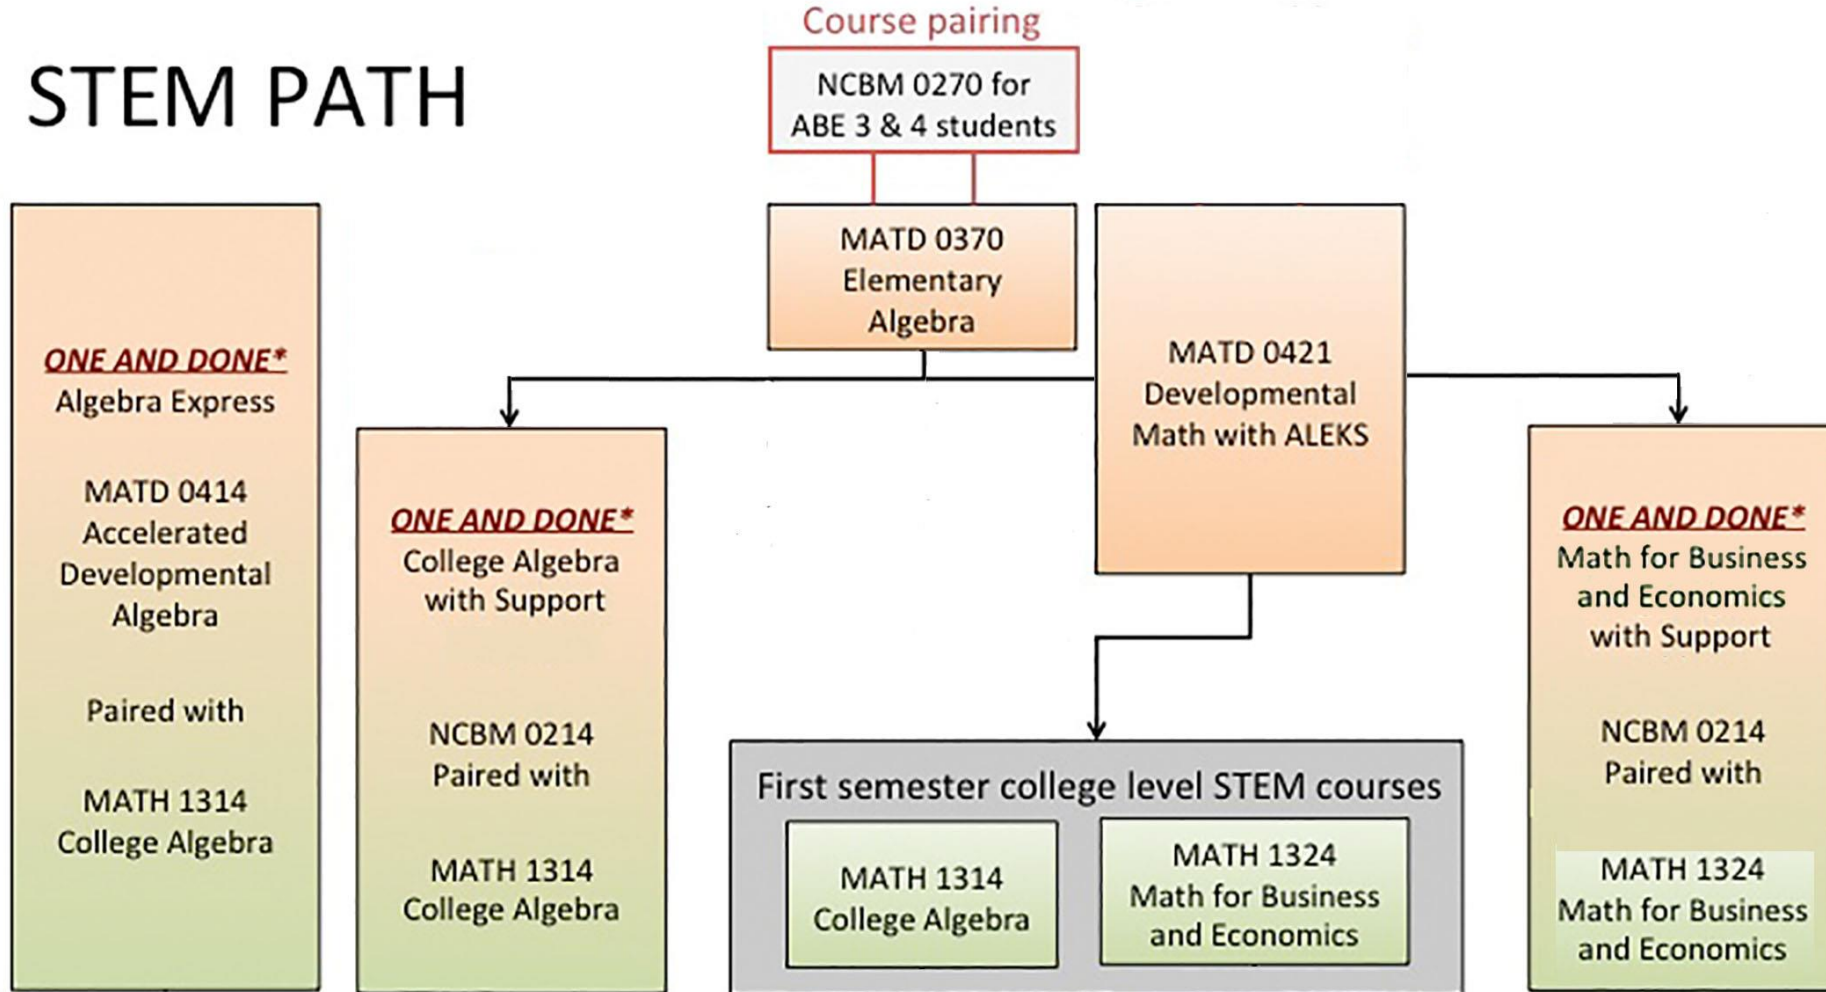 Course pairing
STEM PATH
NCBM 0270 for
ABE 3 & 4 students
MATD 0370
Elementary
Algebra
MATD 0421
Developmental
Math with ALEKS
ONE AND DONE*
Algebra Express
MATD 0414
Accelerated
Developmental
Algebra
Paired with
MATH 1314
College Algebra
ONE AND DONE*
College Algebra
with Support
NCBM 0214
Paired with
MATH 1314
College Algebra
First semester college level STEM courses
MATH 1314
College Algebra
MATH 1324
Math for Business
and Economics
ONE AND DONE*
Math for Business
and Economics
with Support
NCBM 0214
Paired with
MATH 1324
Math for Business
and Economics